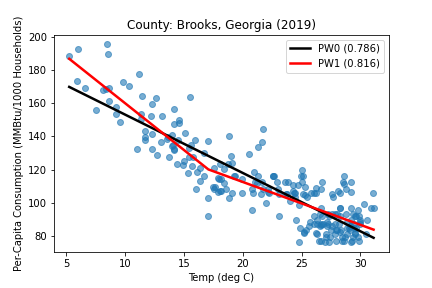 County: Brooks, Georgia (2019)
PW0 (0.786)
PW1 (0.816)
Per-Capita Consumption (MMBtu/1000 Households)
200
180
160
140
120
100
80
5 10 15 20 25 30
Temp (deg C)